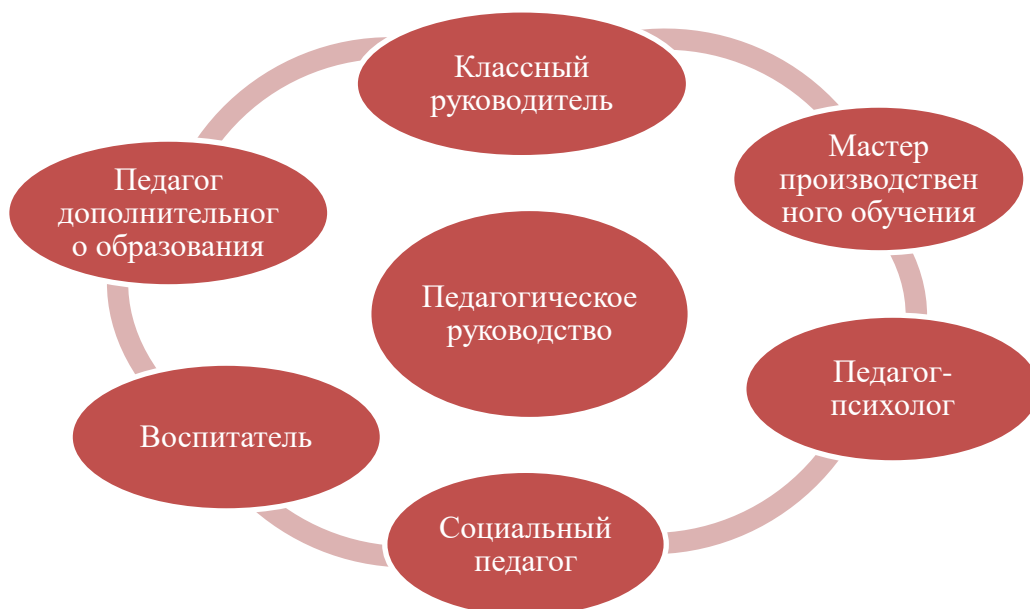 Классный
руководитель
Мастер
производствен
ного обучения
Педагог
дополнительног
о образования
Педагогическое
руководство
Педагог-
психолог
Воспитатель
Социальный
педагог